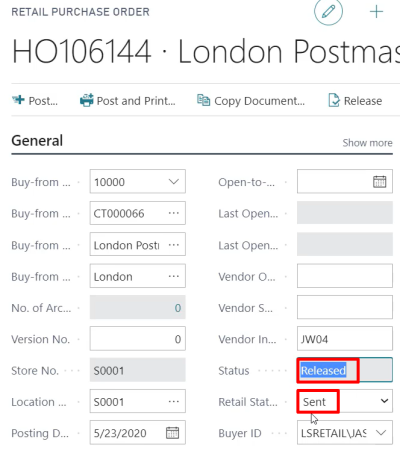 RETAIL PURCHASE ORDER
HO106144 · London Postmas
Post... Post and Print... Copy Document... Release
General Show more
Buy-from ... 10000 Open-to-...
Buy-from ... CT000066 ... Last Open...
Buy-from ... London Posti ... Last Open...
Buy-from ... London ... Vendor O...
No. of Arc... 0 Vendor S...
Version No. 0 Vendor In... JW04
Store No. S0001 Status Released
Location ... S0001 ... Retail Stat... Sent
Posting D... 5/23/2020 Buyer ID LSRETAIL\JAS